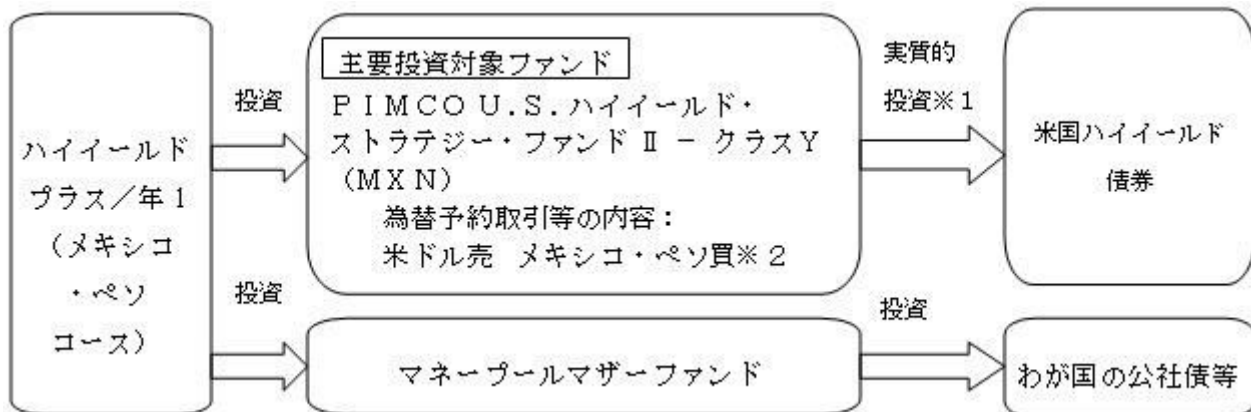 ハイイールド
プラス／年1
（メキシコ
・ペソ
コース）
投資
投資
主要投資対象ファンド
ＰＩＭＣＯ Ｕ.Ｓ.ハイイールド・
ストラテジー・ファンド Ⅱ － クラスＹ
（ＭＸＮ）
為替予約取引等の内容：
米ドル売 メキシコ・ペソ買※２
マネープールマザーファンド
実質的
投資※1
投資
米国ハイイールド
債券
わが国の公社債等